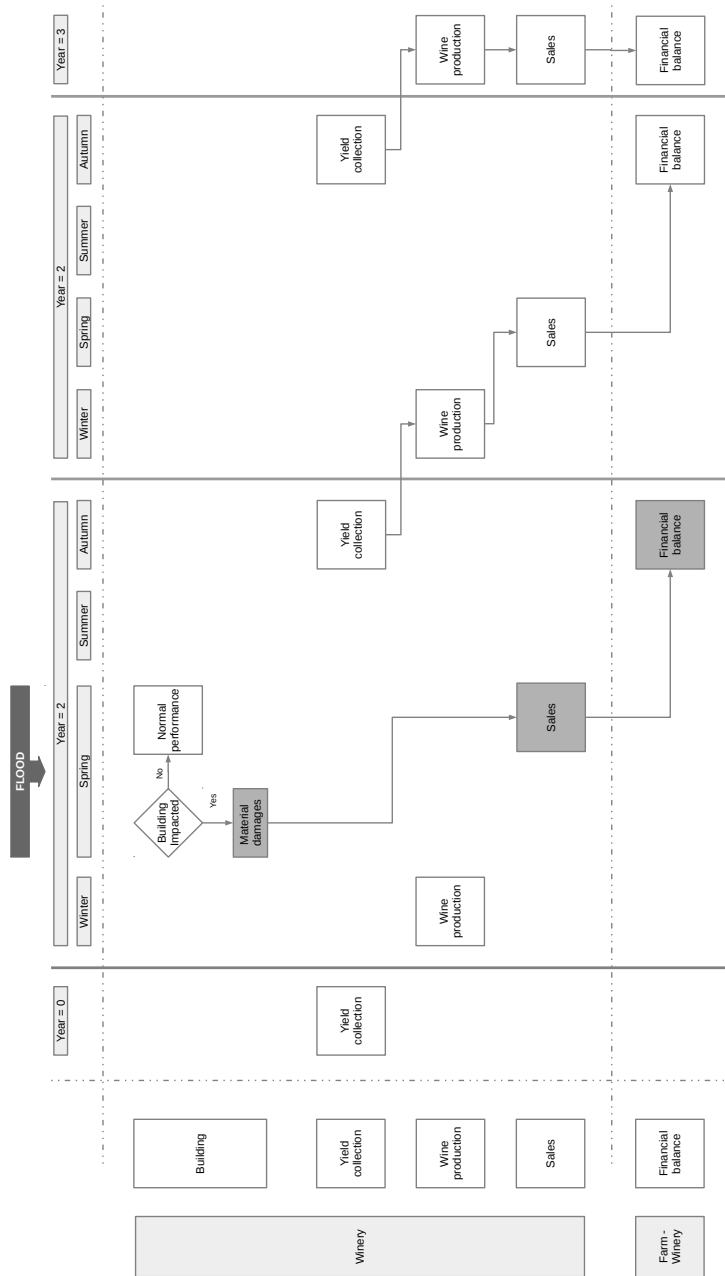 FLOOD
Year = 0
Year = 2
Year = 2
Year = 3
Winter
Spring
Summer
Autumn
Winter
Spring
Summer
Autumn
Winery
Building
Building
Impacted
No
Normal
performance
Yes
Material
damages
Yield
collection
Yield
collection
Yield
collection
Yield
collection
Wine
production
Wine
production
Wine
production
Wine
production
Sales
Sales
Sales
Sales
Farm -
Winery
Financial
balance
Financial
balance
Financial
balance
Financial
balance